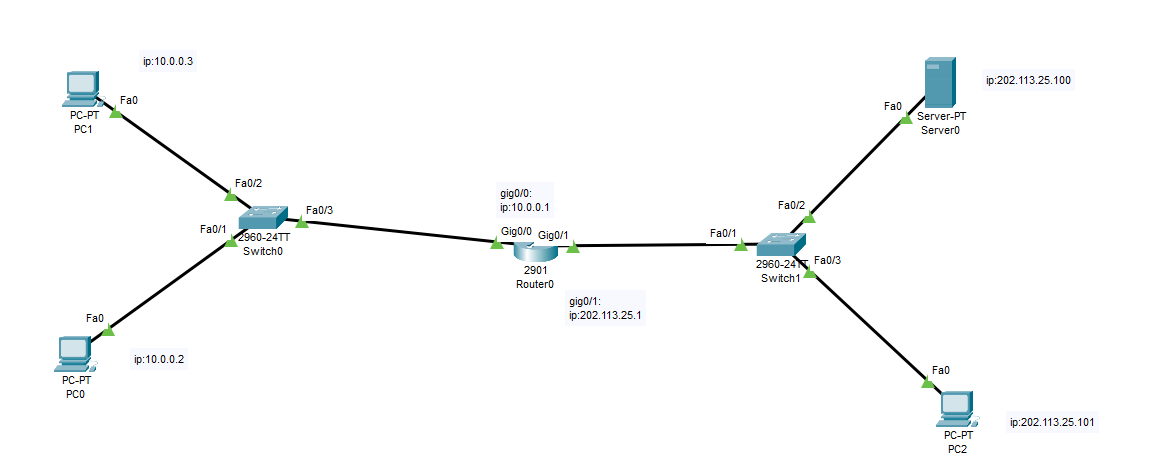 ip:10.0.0.3
Fa0
PC-PT
PC1
Fa0/2
Fa0/3
Fa0/1
2960-24TT
Switch0
Fa0
PC-PT
PC0
ip:10.0.0.2
gig0/0:
ip:10.0.0.1
Gig0/0
Gig0/1
2901
Router0
gig0/1:
ip:202.113.25.1
Fa0/1
Fa0/2
2960-24TT
Switch1
Fa0/3
Fa0
Server-PT
Server0
ip:202.113.25.100
Fa0
PC-PT
PC2
ip:202.113.25.101